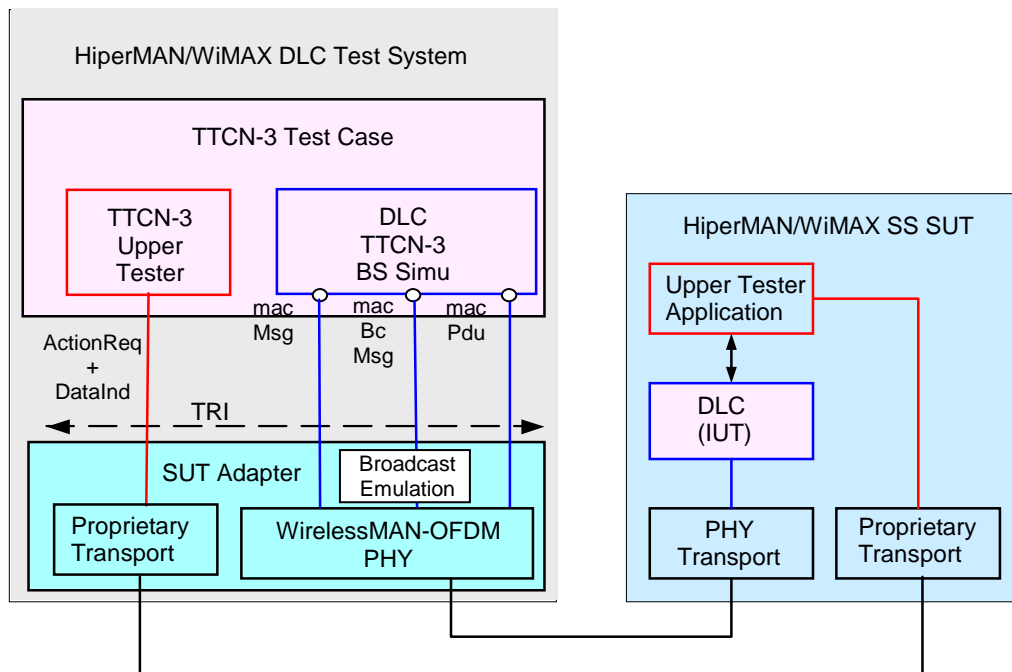 HiperMAN/WiMAX DLC Test System
TTCN-3 Test Case
TTCN-3
Upper
Tester
DLC
TTCN-3
BS Simu
mac
Msg
mac
Bc
Msg
mac
Pdu
ActionReq
+
DataInd
TRI
SUT Adapter
Broadcast
Emulation
Proprietary
Transport
WirelessMAN-OFDM
PHY
HiperMAN/WiMAX SS SUT
Upper Tester
Application
DLC
(IUT)
PHY
Transport
Proprietary
Transport